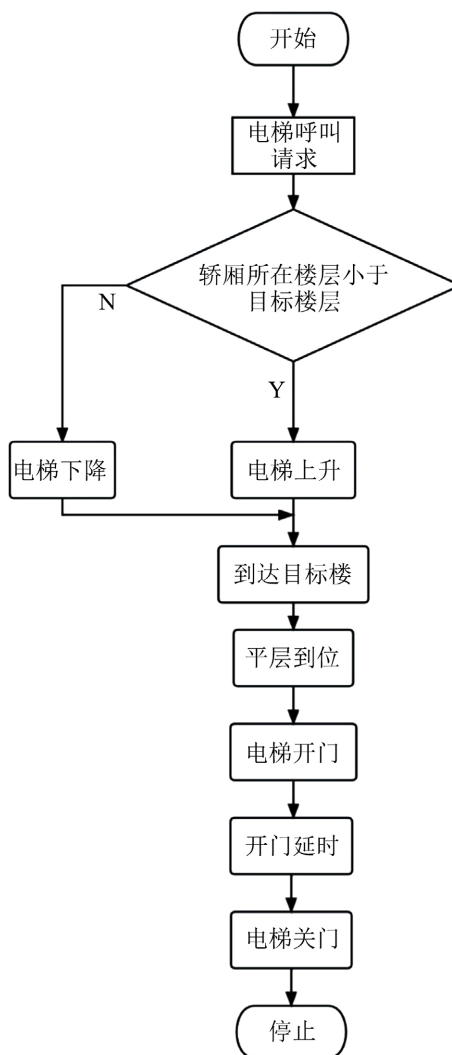 开始
电梯呼叫
请求
轿厢所在楼层小于
目标楼层
N
Y
电梯下降
电梯上升
到达目标楼
平层到位
电梯开门
开门延时
电梯关门
停止